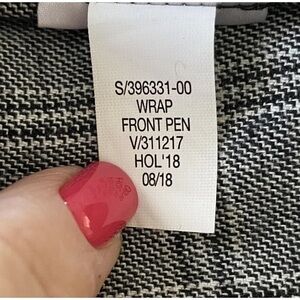 S/396331-00
WRAP
FRONT PEN
V/311217
HOL'18
08/18